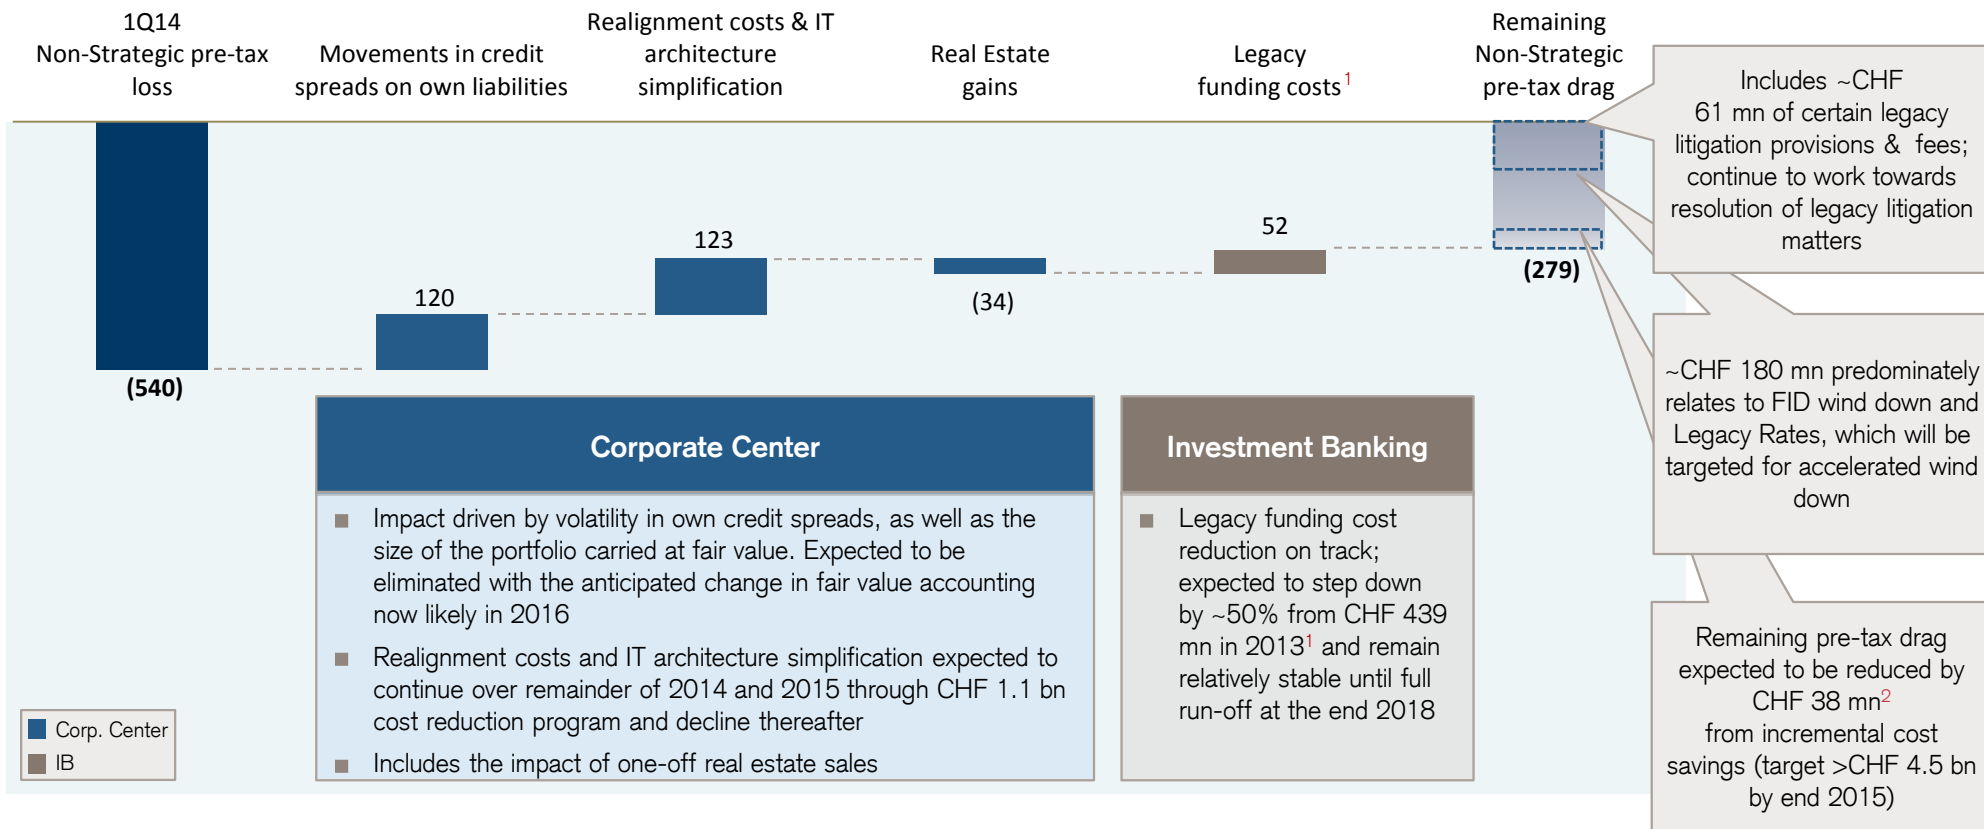 1Q14
Non-Strategic pre-tax
loss
Movements in credit
spreads on own liabilities
Realignment costs & IT
architecture
simplification
Real Estate
gains
Legacy
funding costs1
Remaining
Non-Strategic
pre-tax drag
(540)
120
123
(34)
52
(279)
Includes ~CHF
61 mn of certain legacy
litigation provisions & fees;
continue to work towards
resolution of legacy litigation
matters
~CHF 180 mn predominately
relates to FID wind down and
Legacy Rates, which will be
targeted for accelerated wind
down
Remaining pre-tax drag
expected to be reduced by
CHF 38 mn2
from incremental cost
savings (target >CHF 4.5 bn
by end 2015)
Corporate Center
■ Impact driven by volatility in own credit spreads, as well as the
size of the portfolio carried at fair value. Expected to be
eliminated with the anticipated change in fair value accounting
now likely in 2016
■ Realignment costs and IT architecture simplification expected to
continue over remainder of 2014 and 2015 through CHF 1.1 bn
cost reduction program and decline thereafter
■ Includes the impact of one-off real estate sales
Investment Banking
■ Legacy funding cost
reduction on track;
expected to step down
by ~50% from CHF 439
mn in 20131 and remain
relatively stable until full
run-off at the end 2018
Corp. Center
IB